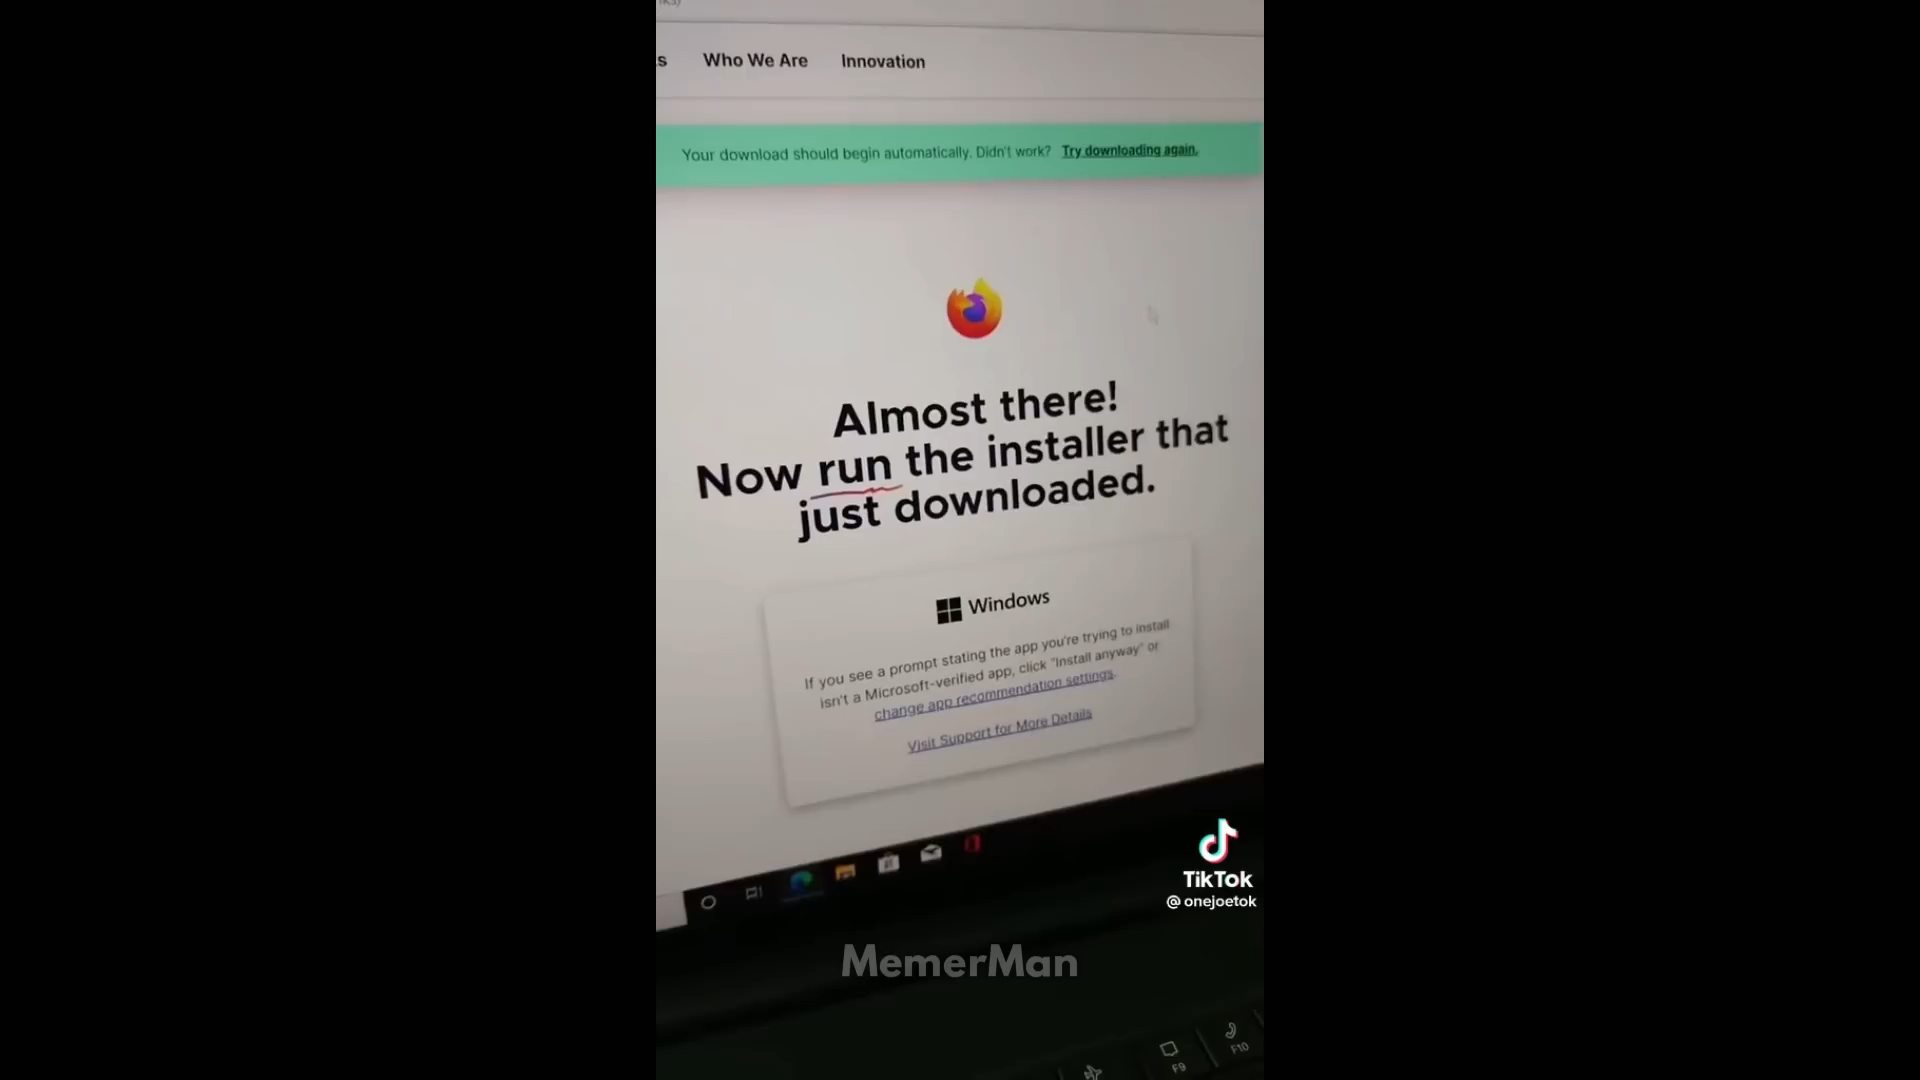 Who We Are Innovation
Your download should begin automatically. Didn't work? Try downloading again.
Almost there!
Now run the installer that
just downloaded.
Windows
If you see a prompt stating the app you're trying to install
isn't a Microsoft-verified app, click "Install anyway" or
change app recommendation settings.
Visit Support for More Details
TikTok
@onejoetok
MemerMan
F9
F10